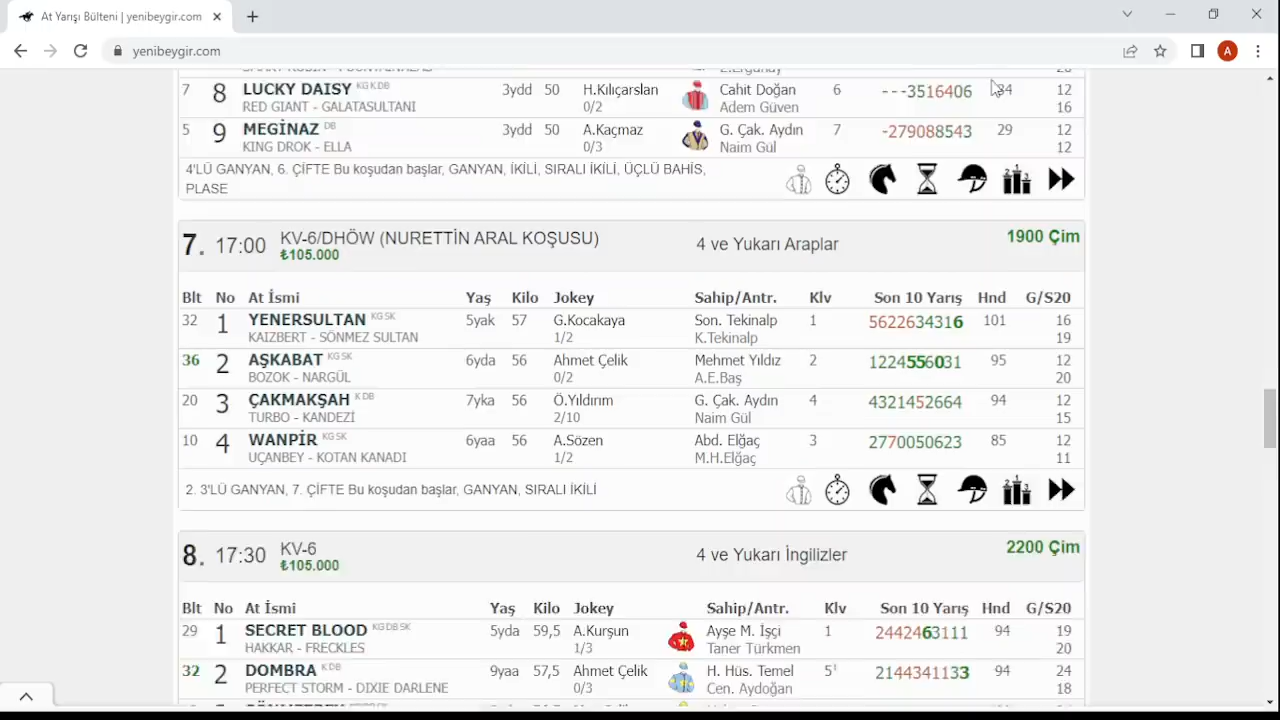 At Yarışı Bülteni | yenibeygir.com
yenibeygir.com
A
7 8 LUCKY DAISY KG K DB 3ydd 50 H.Kılıçarslan Cahit Doğan 6 ---3516406 34 12
RED GIANT - GALATASULTANI 0/2 Adem Güven 16
5 9 MEGİNAZ DB 3ydd 50 A.Kaçmaz G. Çak. Aydın 7 -279088543 29 12
KING DROK - ELLA 0/3 Naim Gül 12
4'LÜ GANYAN, 6. ÇİFTE Bu koşudan başlar, GANYAN, İKİLİ, SIRALI İKİLİ, ÜÇLÜ BAHİS,
PLASE
7. 17:00 KV-6/DHÖW (NURETTİN ARAL KOŞUSU) 4 ve Yukarı Araplar 1900 Çim
₺105.000
Blt No At İsmi Yaş Kilo Jokey Sahip/Antr. Klv Son 10 Yarış Hnd G/S20
32 1 YENERSULTAN KG SK 5yak 57 G.Kocakaya Son. Tekinalp 1 5622634316 101 16
KAIZBERT - SÖNMEZ SULTAN 1/2 K.Tekinalp 19
36 2 AŞKABAT KG SK 6yda 56 Ahmet Çelik Mehmet Yıldız 2 1224556031 95 12
BOZOK - NARGÜL 0/2 A.E.Baş 20
20 3 ÇAKMAKŞAH K DB 7yka 56 Ö.Yıldırım G. Çak. Aydın 4 4321452664 94 12
TURBO - KANDEZİ 2/10 Naim Gül 15
10 4 WANPİR KG SK 6yaa 56 A.Sözen Abd. Elğaç 3 2770050623 85 12
UÇANBEY - KOTAN KANADI 1/2 M.H.Elğaç 11
2. 3'LÜ GANYAN, 7. ÇİFTE Bu koşudan başlar, GANYAN, SIRALI İKİLİ
8. 17:30 KV-6 4 ve Yukarı İngilizler 2200 Çim
₺105.000
Blt No At İsmi Yaş Kilo Jokey Sahip/Antr. Klv Son 10 Yarış Hnd G/S20
29 1 SECRET BLOOD KG DB SK 5yda 59,5 A.Kurşun Ayşe M. İşçi 1 2442463111 94 19
HAKKAR - FRECKLES 1/3 Taner Türkmen 20
32 2 DOMBRA K DB 9yaa 57,5 Ahmet Çelik H. Hüs. Temel 5¹ 2144341133 94 24
PERFECT STORM - DIXIE DARLENE 0/3 Cen. Aydoğan 18